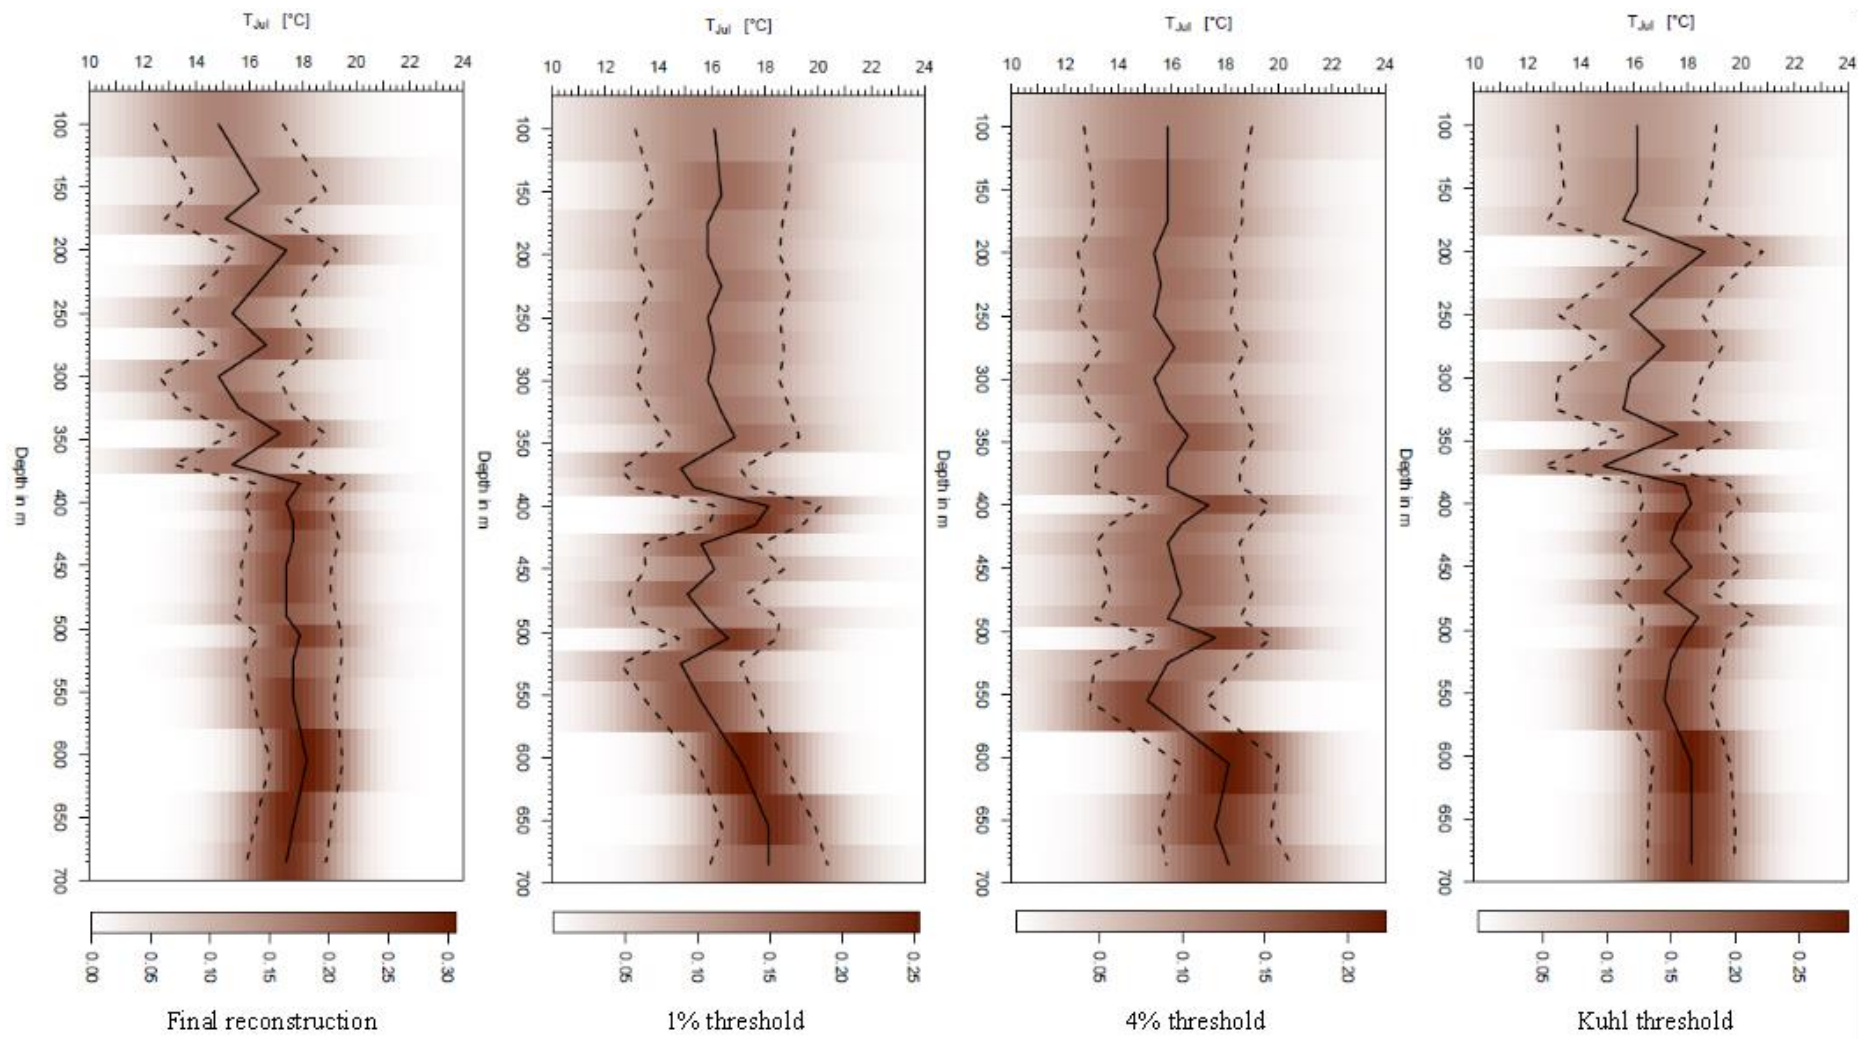 T_Jul [°C]
10 12 14 16 18 20 22 24
100
150
200
250
300
350
400
450
500
550
600
650
700
Depth in m
0.00 0.05 0.10 0.15 0.20 0.25 0.30
Final reconstruction
T_Jul [°C]
10 12 14 16 18 20 22 24
100
150
200
250
300
350
400
450
500
550
600
650
700
Depth in m
0.05 0.10 0.15 0.20 0.25
1% threshold
T_Jul [°C]
10 12 14 16 18 20 22 24
100
150
200
250
300
350
400
450
500
550
600
650
700
Depth in m
0.05 0.10 0.15 0.20
4% threshold
T_Jul [°C]
10 12 14 16 18 20 22 24
100
150
200
250
300
350
400
450
500
550
600
650
700
Depth in m
0.05 0.10 0.15 0.20 0.25
Kuhl threshold